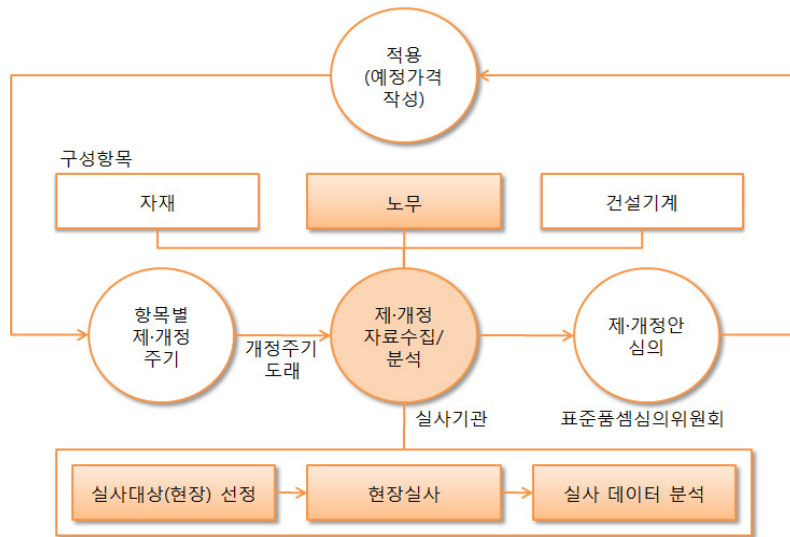 적용
(예정가격
작성)
구성항목
자재
노무
건설기계
항목별
제·개정
주기
개정주기
도래
제·개정
자료수집/
분석
제·개정안
심의
실사기관
표준품셈심의위원회
실사대상(현장) 선정
현장실사
실사 데이터 분석